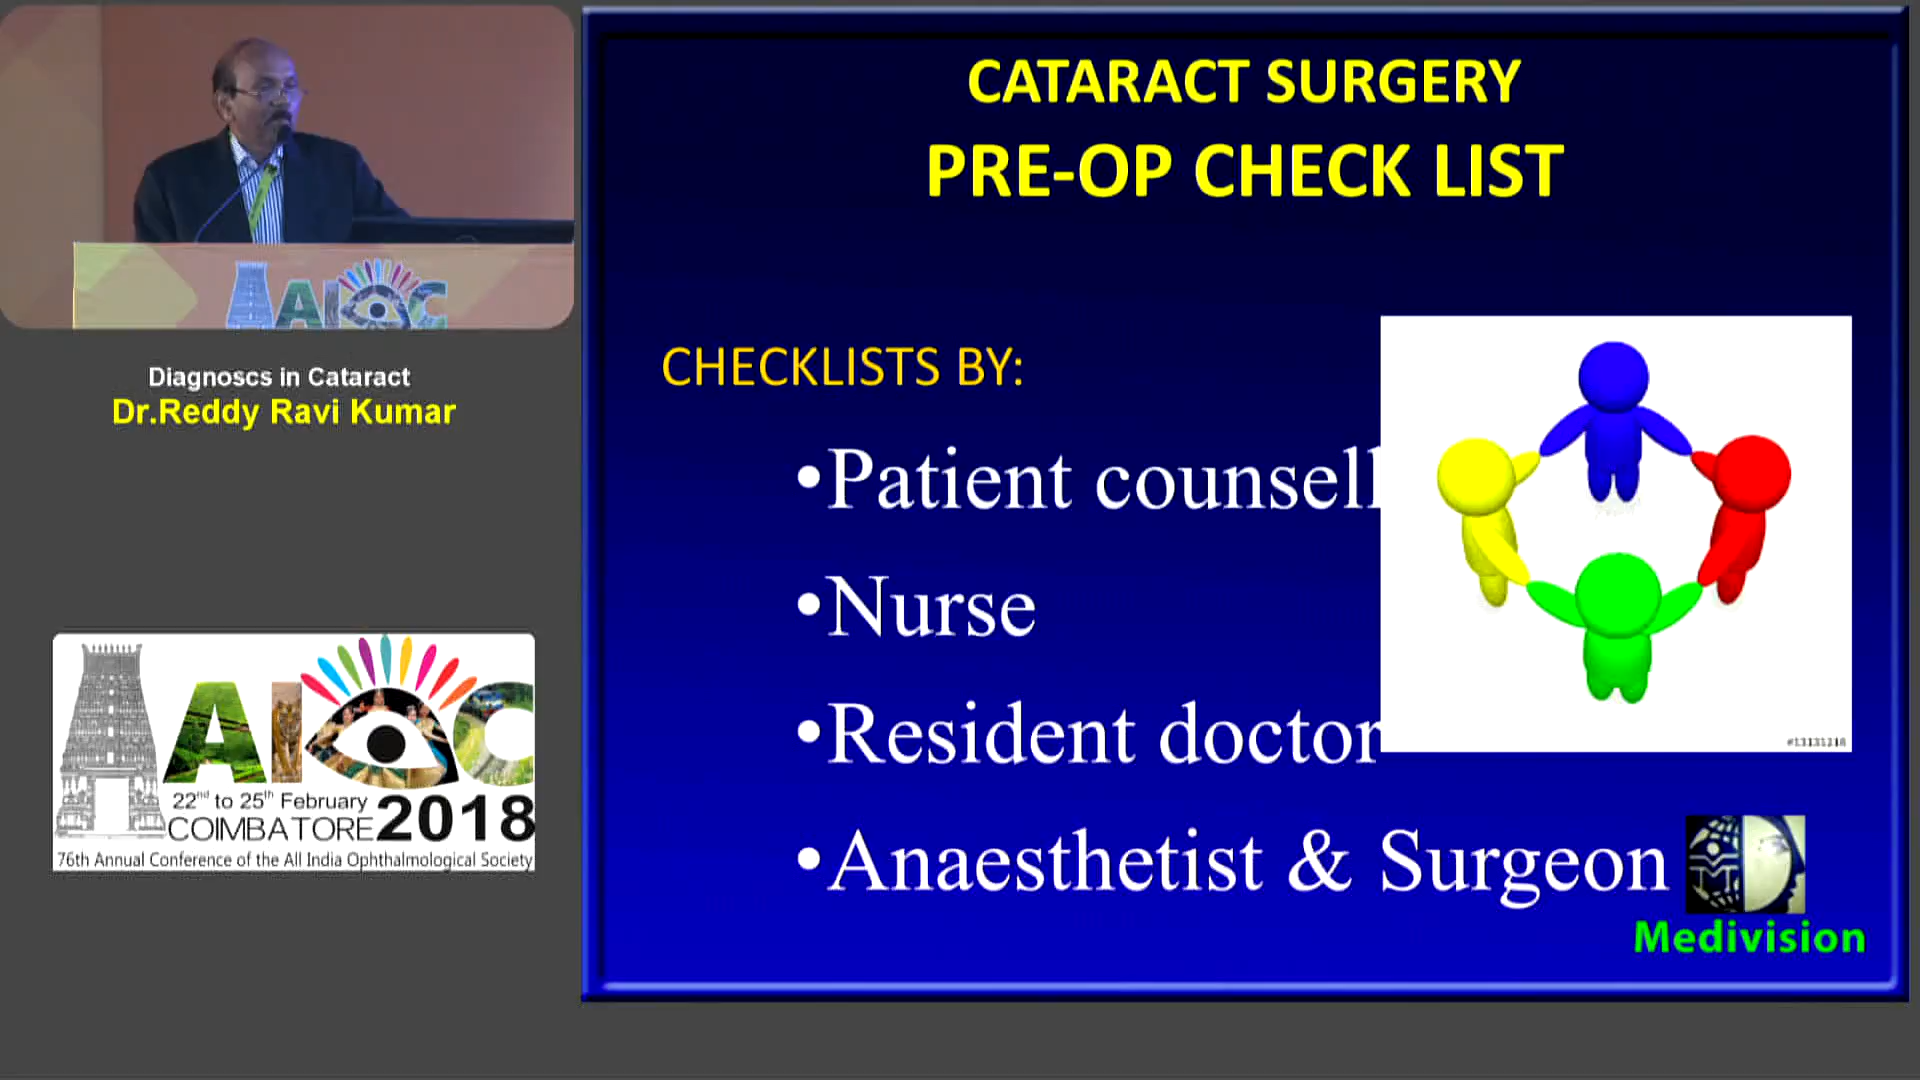 AIOC
Diagnoscs in Cataract
Dr.Reddy Ravi Kumar
AIOC
22nd to 25th February
COIMBATORE 2018
76th Annual Conference of the All India Ophthalmological Society
CATARACT SURGERY
PRE-OP CHECK LIST
CHECKLISTS BY:
•Patient counsell
•Nurse
•Resident doctor
•Anaesthetist & Surgeon
Medivision